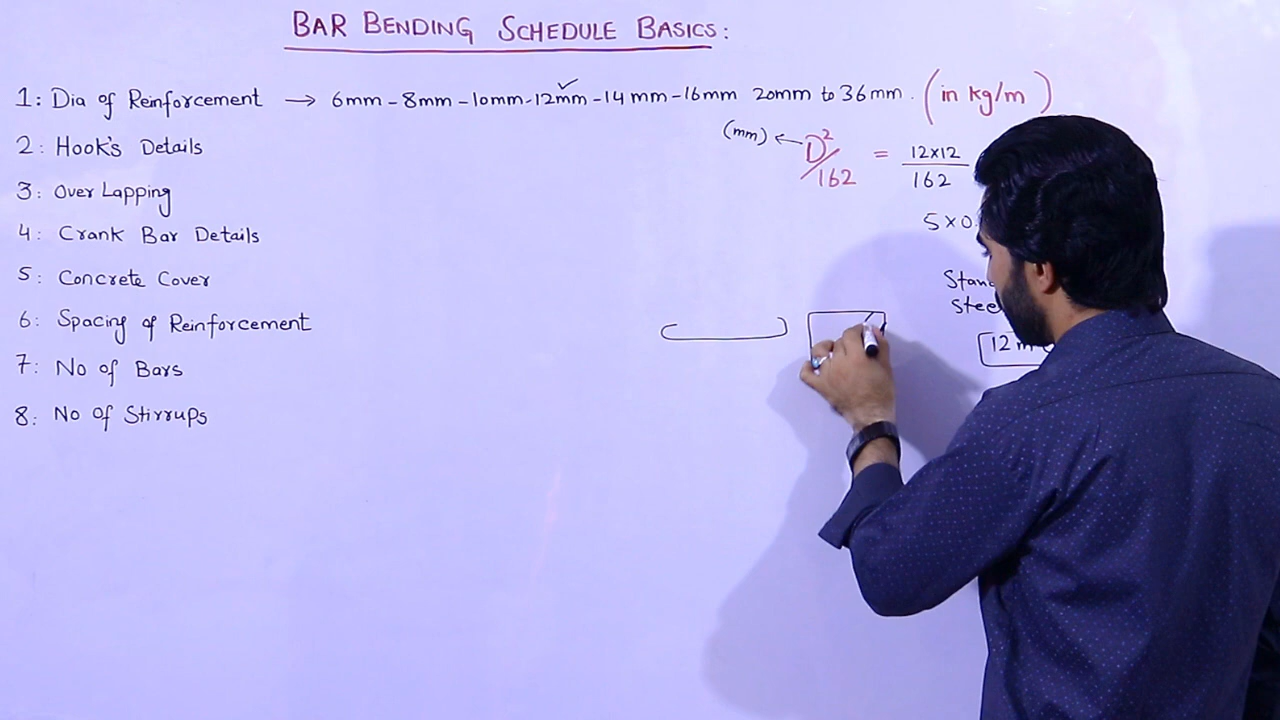 BAR BENDING SCHEDULE BASICS:
1: Dia of Reinforcement → 6mm - 8mm - 10mm - 12mm - 14mm - 16mm 20mm to 36mm. (in kg/m)
(mm) ← D²/162 = 12×12/162
2: Hook's Details
3: Over Lapping
5×0.
4: Crank Bar Details
5: Concrete Cover
6: Spacing of Reinforcement
12
7: No of Bars
8: No Of Stirrups